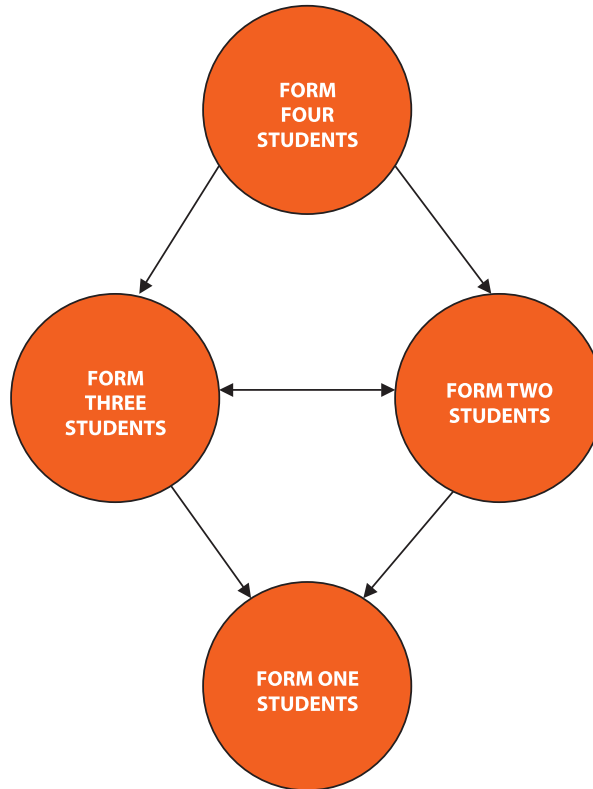 FORM
FOUR
STUDENTS
FORM
THREE
STUDENTS
FORM TWO
STUDENTS
FORM ONE
STUDENTS